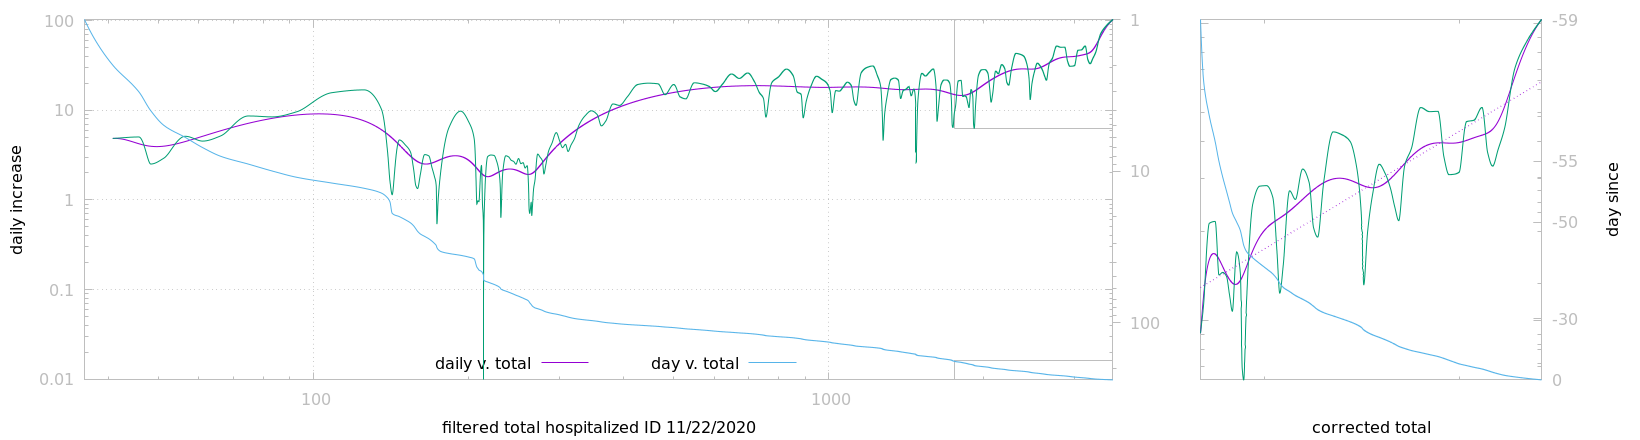 100
10
1
0.1
0.01
daily increase
100
1000
filtered total hospitalized ID 11/22/2020
daily v. total
day v. total
1
10
100
-59
-55
-50
-30
0
day since
corrected total